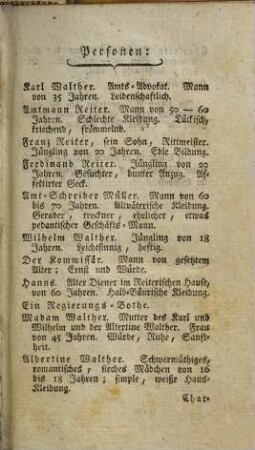 Personen:
Karl Walther. Amts-Advokat. Mann
von 35 Jahren. Leidenschaftlich.
Amtmann Reiter. Mann von 50 — 60
Jahren. Schlechte Kleidung. Tückisch,
kriechend, frömmelnd.
Franz Reiter, sein Sohn, Rittmeister.
Jüngling von 20 Jahren. Edle Bildung.
Ferdinand Reiter. Jüngling von 20
Jahren. Gesuchter, bunter Anzug. Af-
fektirter Geck.
Amt-Schreiber Müller. Mann von 60
bis 70 Jahren. Altväterische Kleidung.
Gerader, trockner, ehrlicher, etwas
pedantischer Geschäfts-Mann.
Wilhelm Walther. Jüngling von 18
Jahren. Leichtsinnig, heftig.
Der Kommissär. Mann von gesetztem
Alter; Ernst und Würde.
Hanns. Alter Diener im Reiterischen Hause,
von 60 Jahren. Halb-Bäurische Kleidung.
Ein Regierungs-Bothe.
Madam Walther. Mutter des Karl und
Wilhelm und der Albertine Walther. Frau
von 45 Jahren. Würde, Ruhe, Sanft-
heit.
Albertine Walther. Schwermüthiges,
romantisches, sieches Mädchen von 16
bis 18 Jahren; simple, weiße Haus-
Kleidung.
Char-